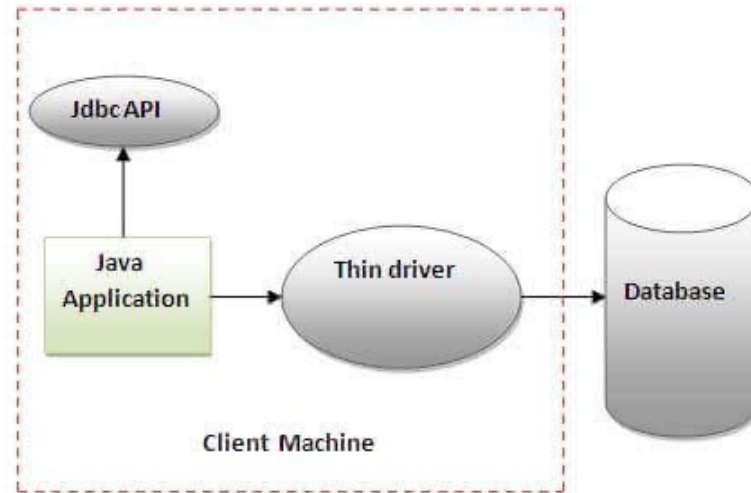 Jdbc API
Java
Application
Thin driver
Database
Client Machine